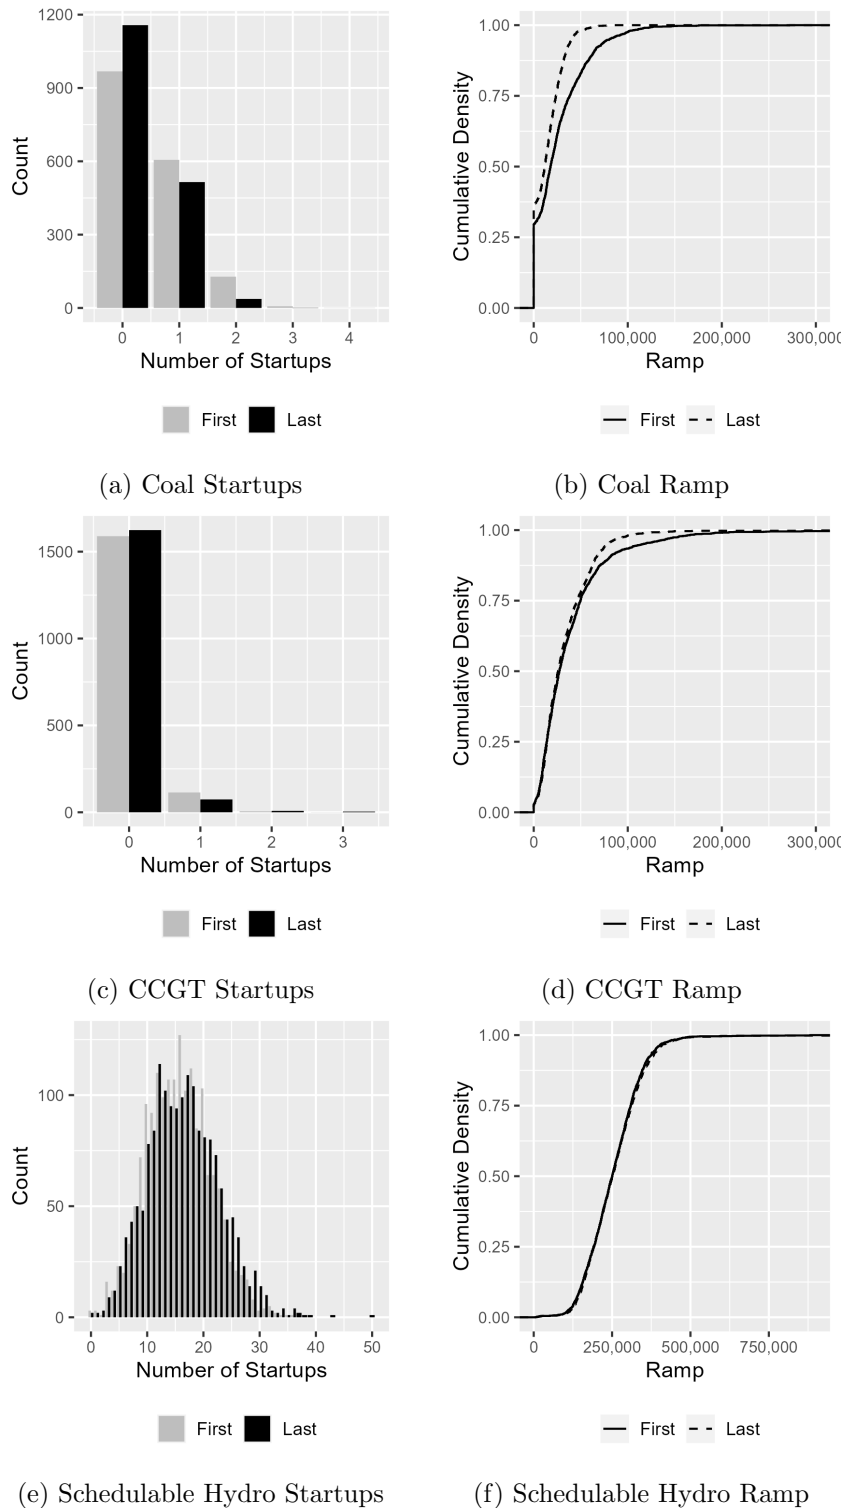 1200
900
600
300
0
Count
0 1 2 3 4
Number of Startups
First Last
(a) Coal Startups
1.00
0.75
0.50
0.25
0.00
Cumulative Density
0 100,000 200,000 300,000
Ramp
First Last
(b) Coal Ramp
1500
1000
500
0
Count
0 1 2 3
Number of Startups
First Last
(c) CCGT Startups
1.00
0.75
0.50
0.25
0.00
Cumulative Density
0 100,000 200,000 300,000
Ramp
First Last
(d) CCGT Ramp
100
50
0
Count
0 10 20 30 40 50
Number of Startups
First Last
(e) Schedulable Hydro Startups
1.00
0.75
0.50
0.25
0.00
Cumulative Density
0 250,000 500,000 750,000
Ramp
First Last
(f) Schedulable Hydro Ramp